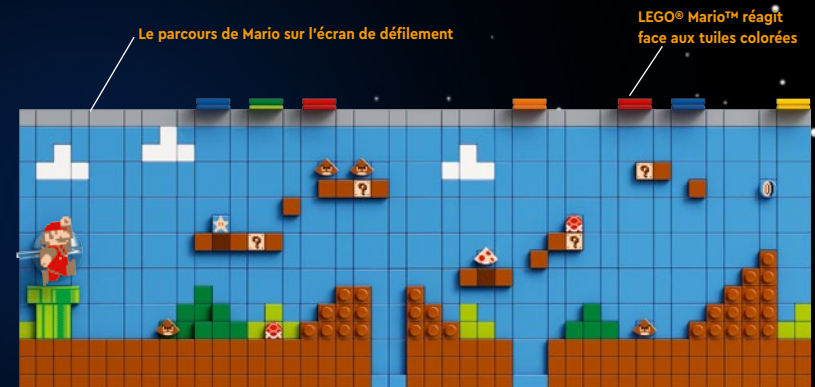 Le parcours de Mario sur l'écran de défilement
LEGO® Mario™ réagit
face aux tuiles colorées
?
?
?
?